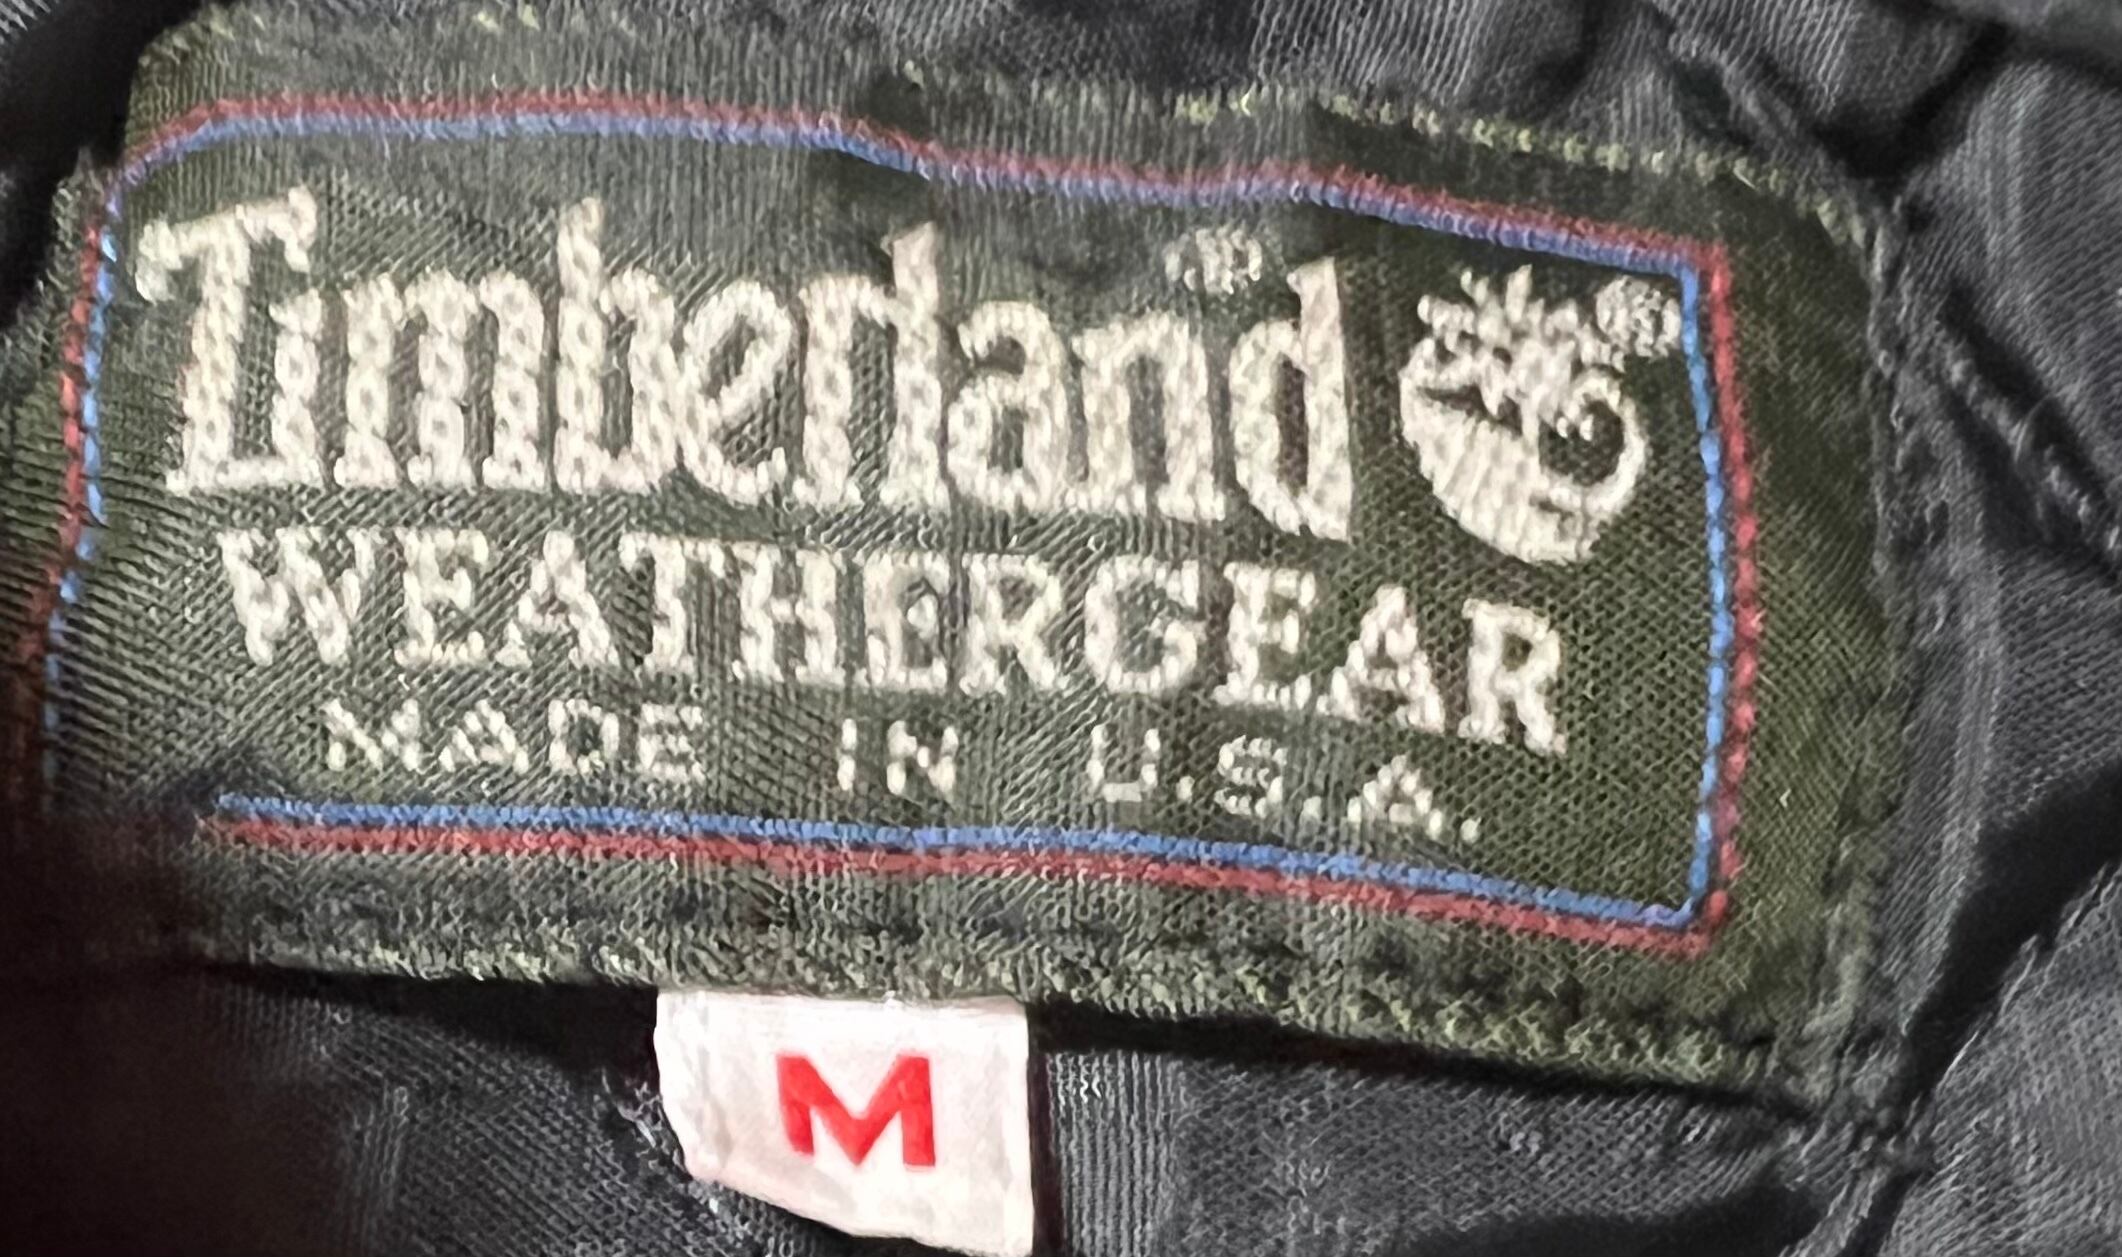 Timberland®
®
WEATHERGEAR
MADE IN U.S.A.
M